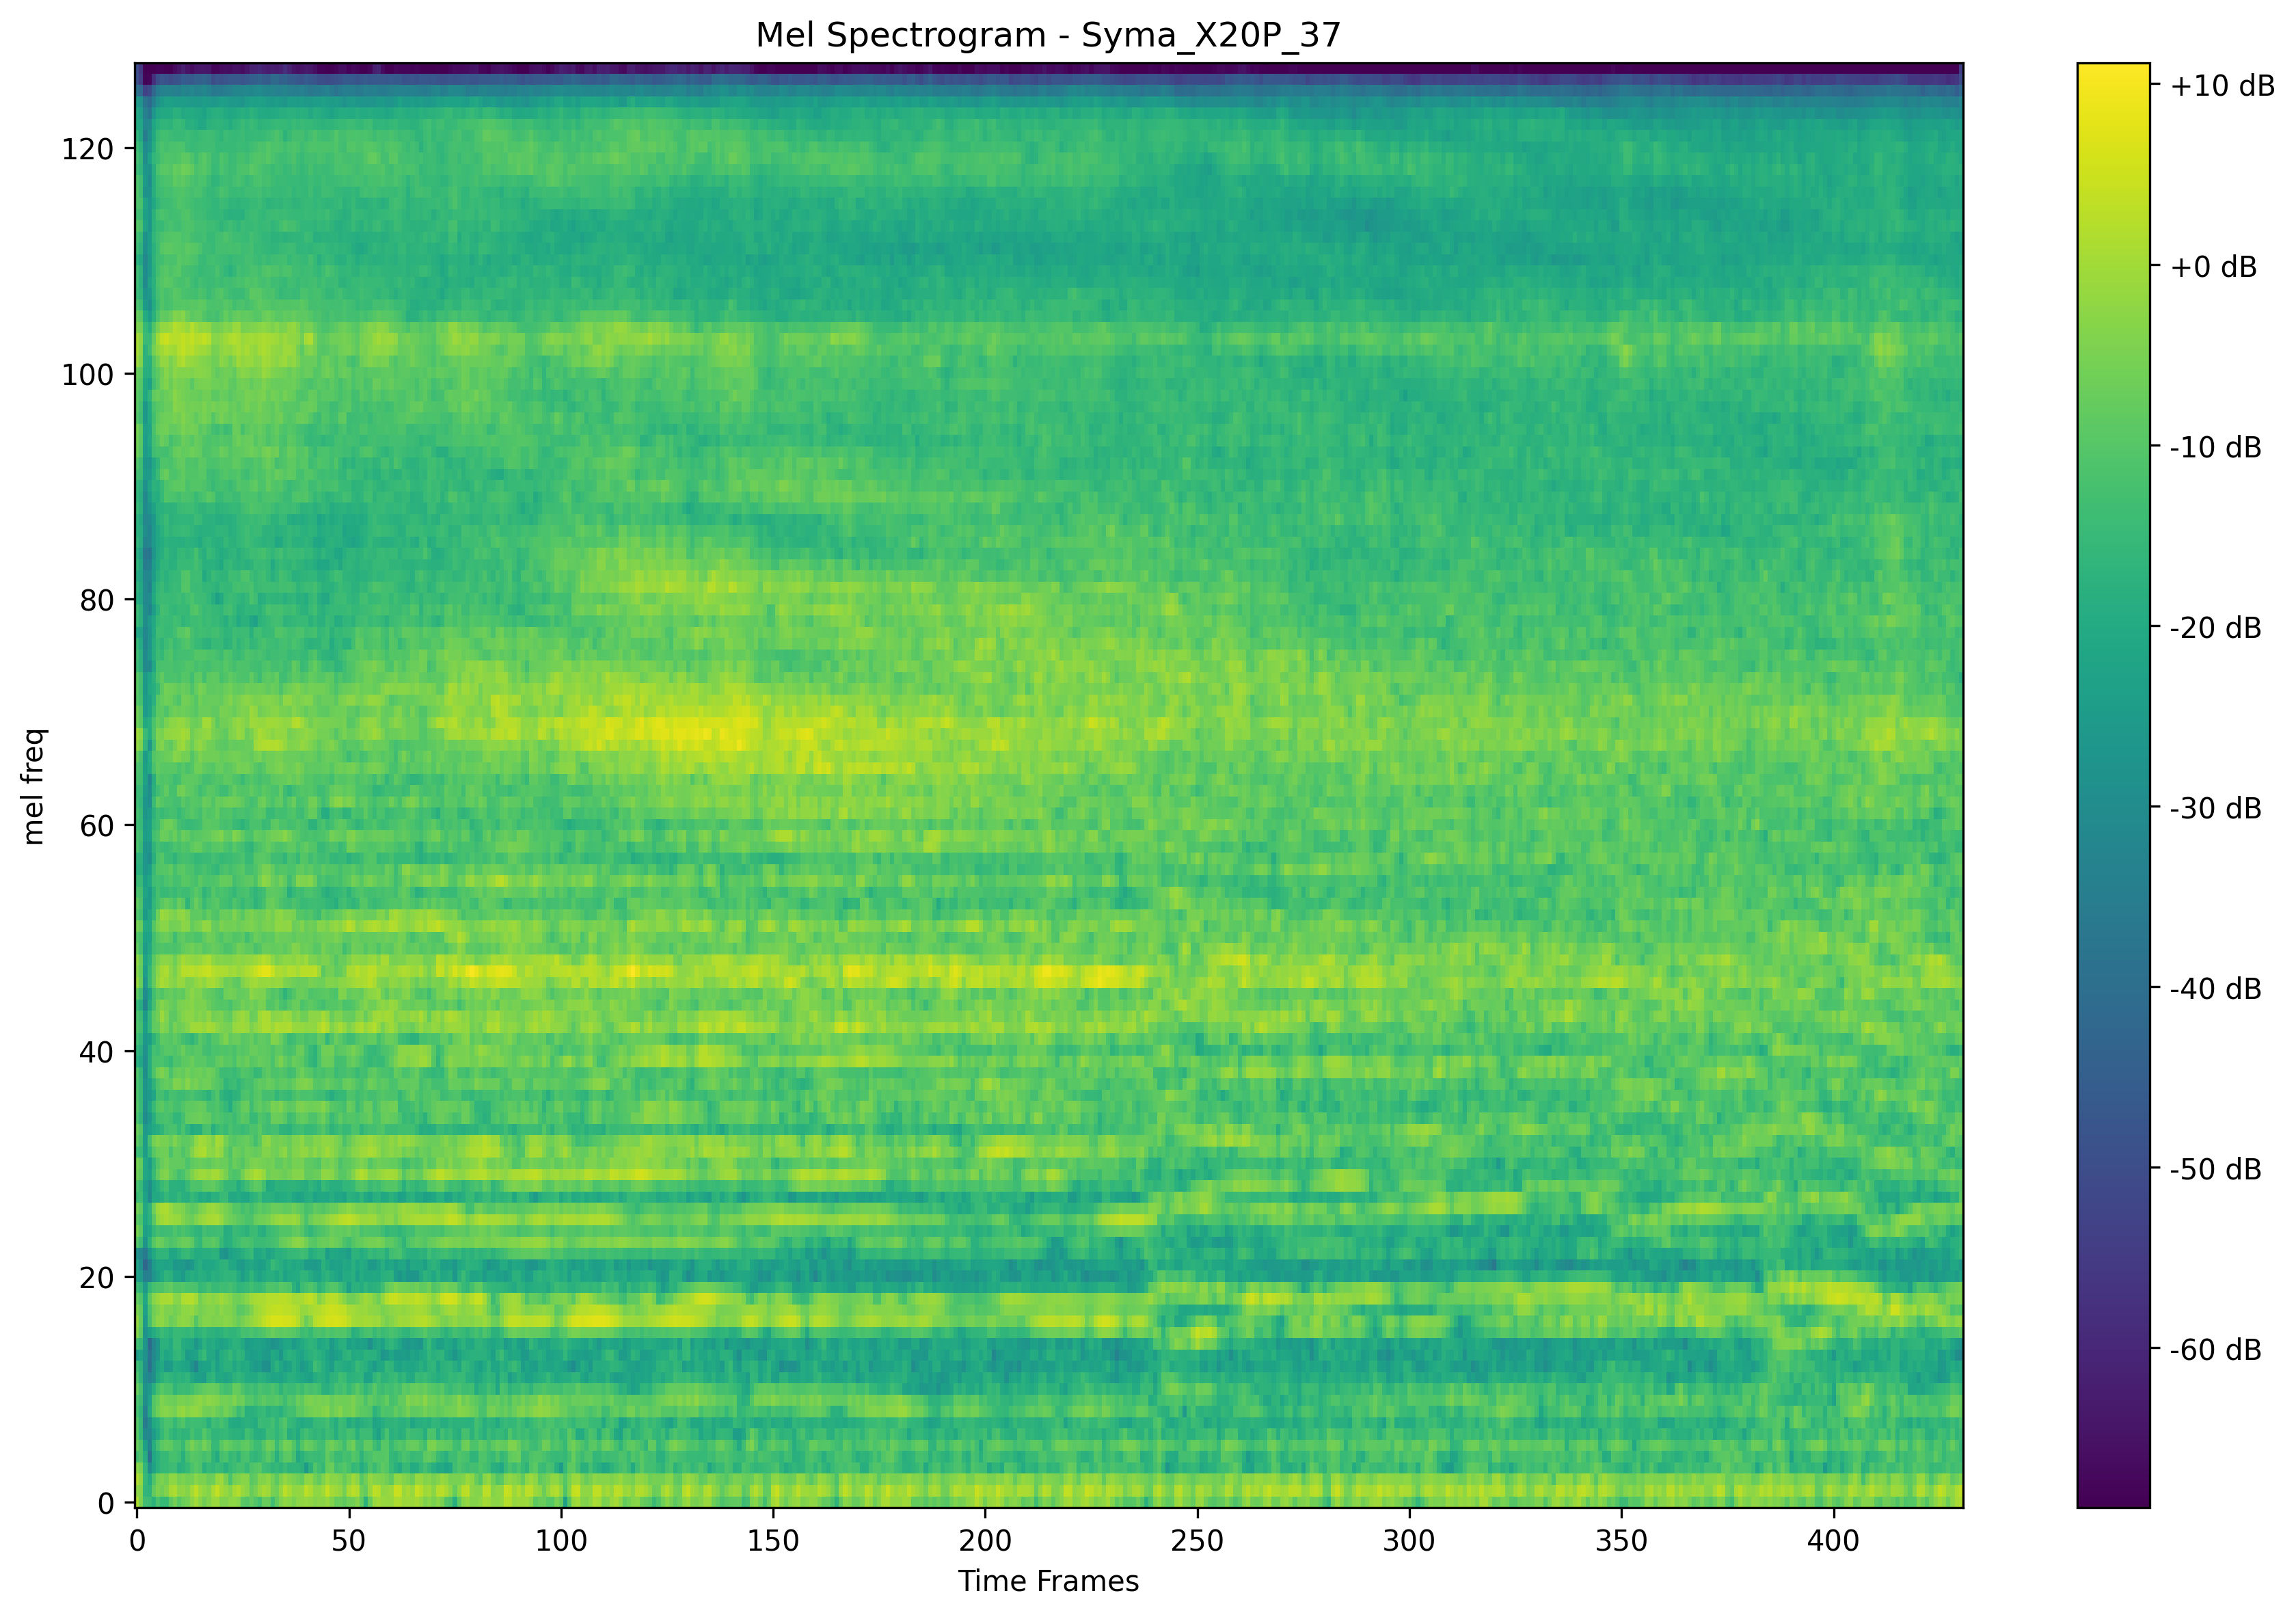 Mel Spectrogram - Syma_X20P_37
mel freq
120
100
80
60
40
20
0
0 50 100 150 200 250 300 350 400
Time Frames
+10 dB
+0 dB
-10 dB
-20 dB
-30 dB
-40 dB
-50 dB
-60 dB